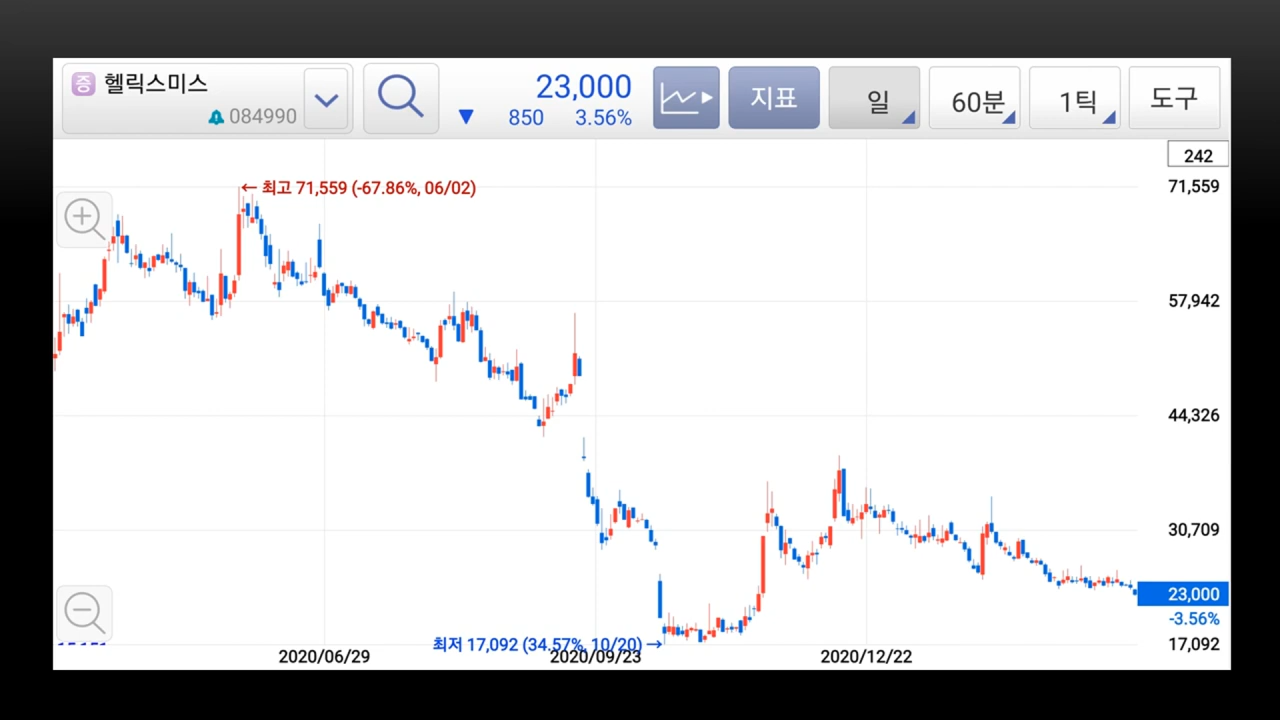 증 헬릭스미스
084990
23,000
▼ 850 3.56%
지표
일
60분
1틱
도구
242
← 최고 71,559 (-67.86%, 06/02)
71,559
57,942
44,326
30,709
23,000
-3.56%
최저 17,092 (34.57%, 10/20) →
17,092
2020/06/29
2020/09/23
2020/12/22